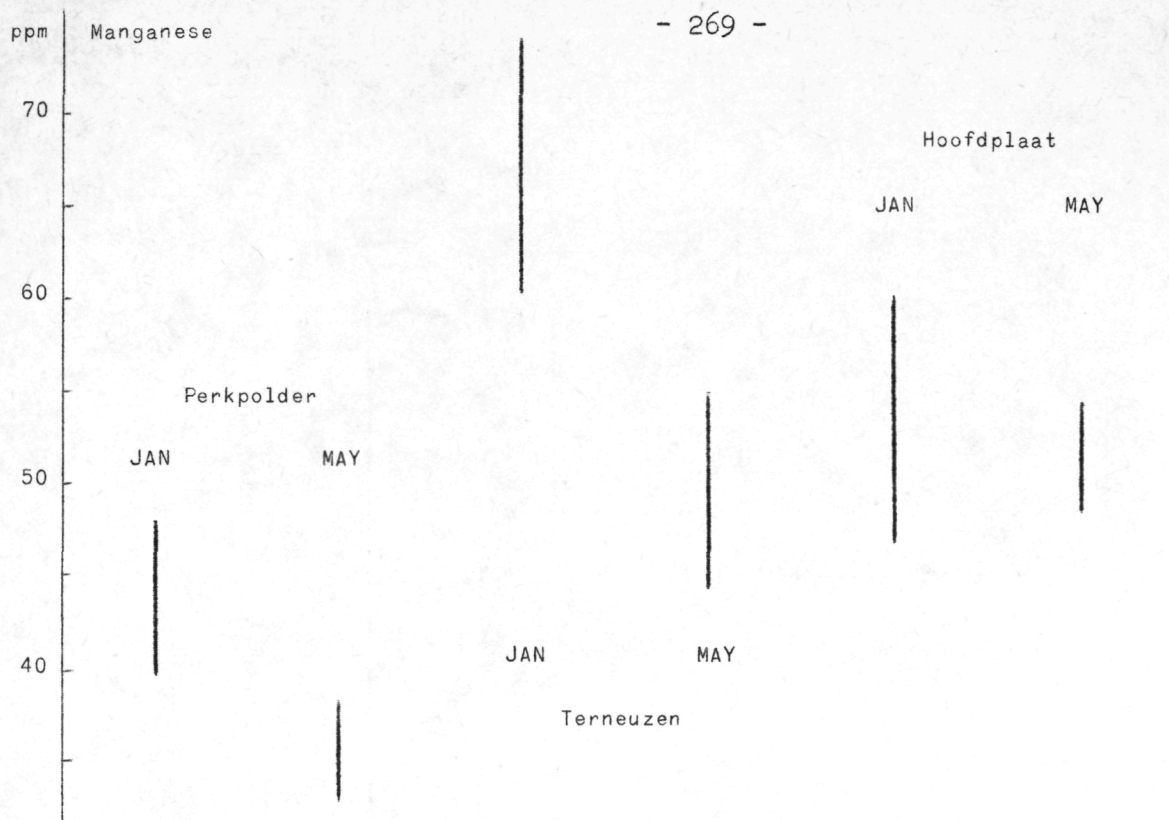 - 269 -
ppm Manganese
70
Hoofdplaat
JAN MAY
60
Perkpolder
JAN MAY
50
JAN MAY
40
Terneuzen